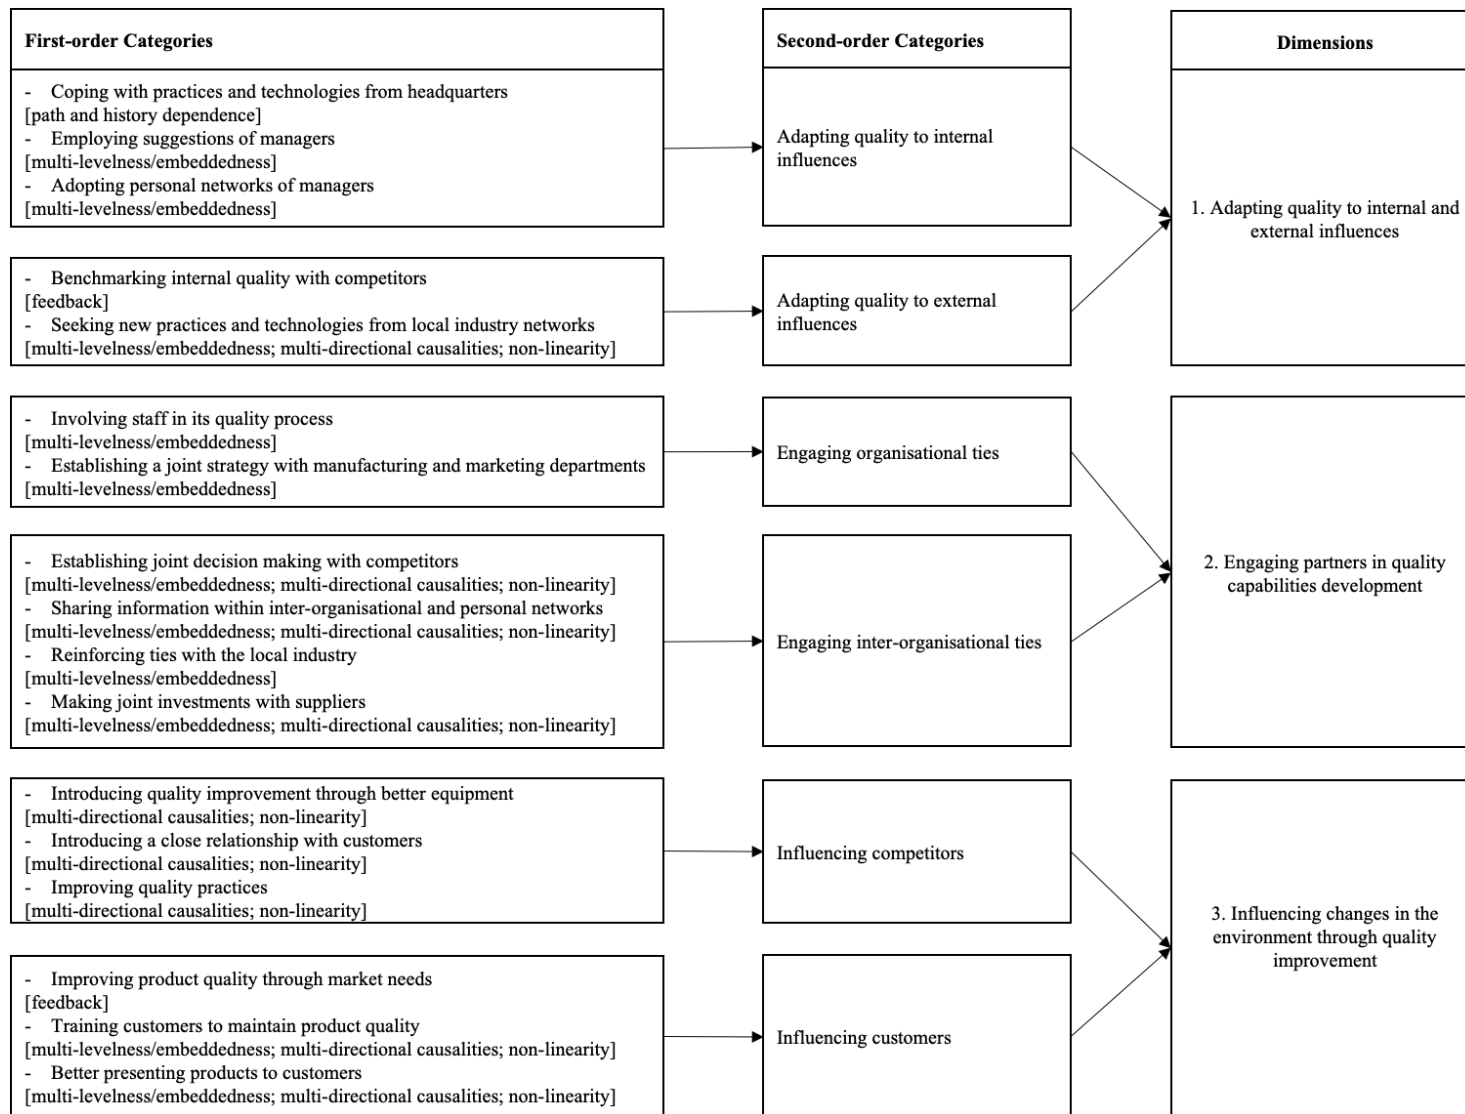 First-order Categories
Second-order Categories
Dimensions
- Coping with practices and technologies from headquarters
[path and history dependence]
- Employing suggestions of managers
[multi-levelness/embeddedness]
- Adopting personal networks of managers
[multi-levelness/embeddedness]
Adapting quality to internal
influences
1. Adapting quality to internal and
external influences
- Benchmarking internal quality with competitors
[feedback]
- Seeking new practices and technologies from local industry networks
[multi-levelness/embeddedness; multi-directional causalities; non-linearity]
Adapting quality to external
influences
- Involving staff in its quality process
[multi-levelness/embeddedness]
- Establishing a joint strategy with manufacturing and marketing departments
[multi-levelness/embeddedness]
Engaging organisational ties
2. Engaging partners in quality
capabilities development
- Establishing joint decision making with competitors
[multi-levelness/embeddedness; multi-directional causalities; non-linearity]
- Sharing information within inter-organisational and personal networks
[multi-levelness/embeddedness; multi-directional causalities; non-linearity]
- Reinforcing ties with the local industry
[multi-levelness/embeddedness]
- Making joint investments with suppliers
[multi-levelness/embeddedness; multi-directional causalities; non-linearity]
Engaging inter-organisational ties
- Introducing quality improvement through better equipment
[multi-directional causalities; non-linearity]
- Introducing a close relationship with customers
[multi-directional causalities; non-linearity]
- Improving quality practices
[multi-directional causalities; non-linearity]
Influencing competitors
3. Influencing changes in the
environment through quality
improvement
- Improving product quality through market needs
[feedback]
- Training customers to maintain product quality
[multi-levelness/embeddedness; multi-directional causalities; non-linearity]
- Better presenting products to customers
[multi-levelness/embeddedness; multi-directional causalities; non-linearity]
Influencing customers